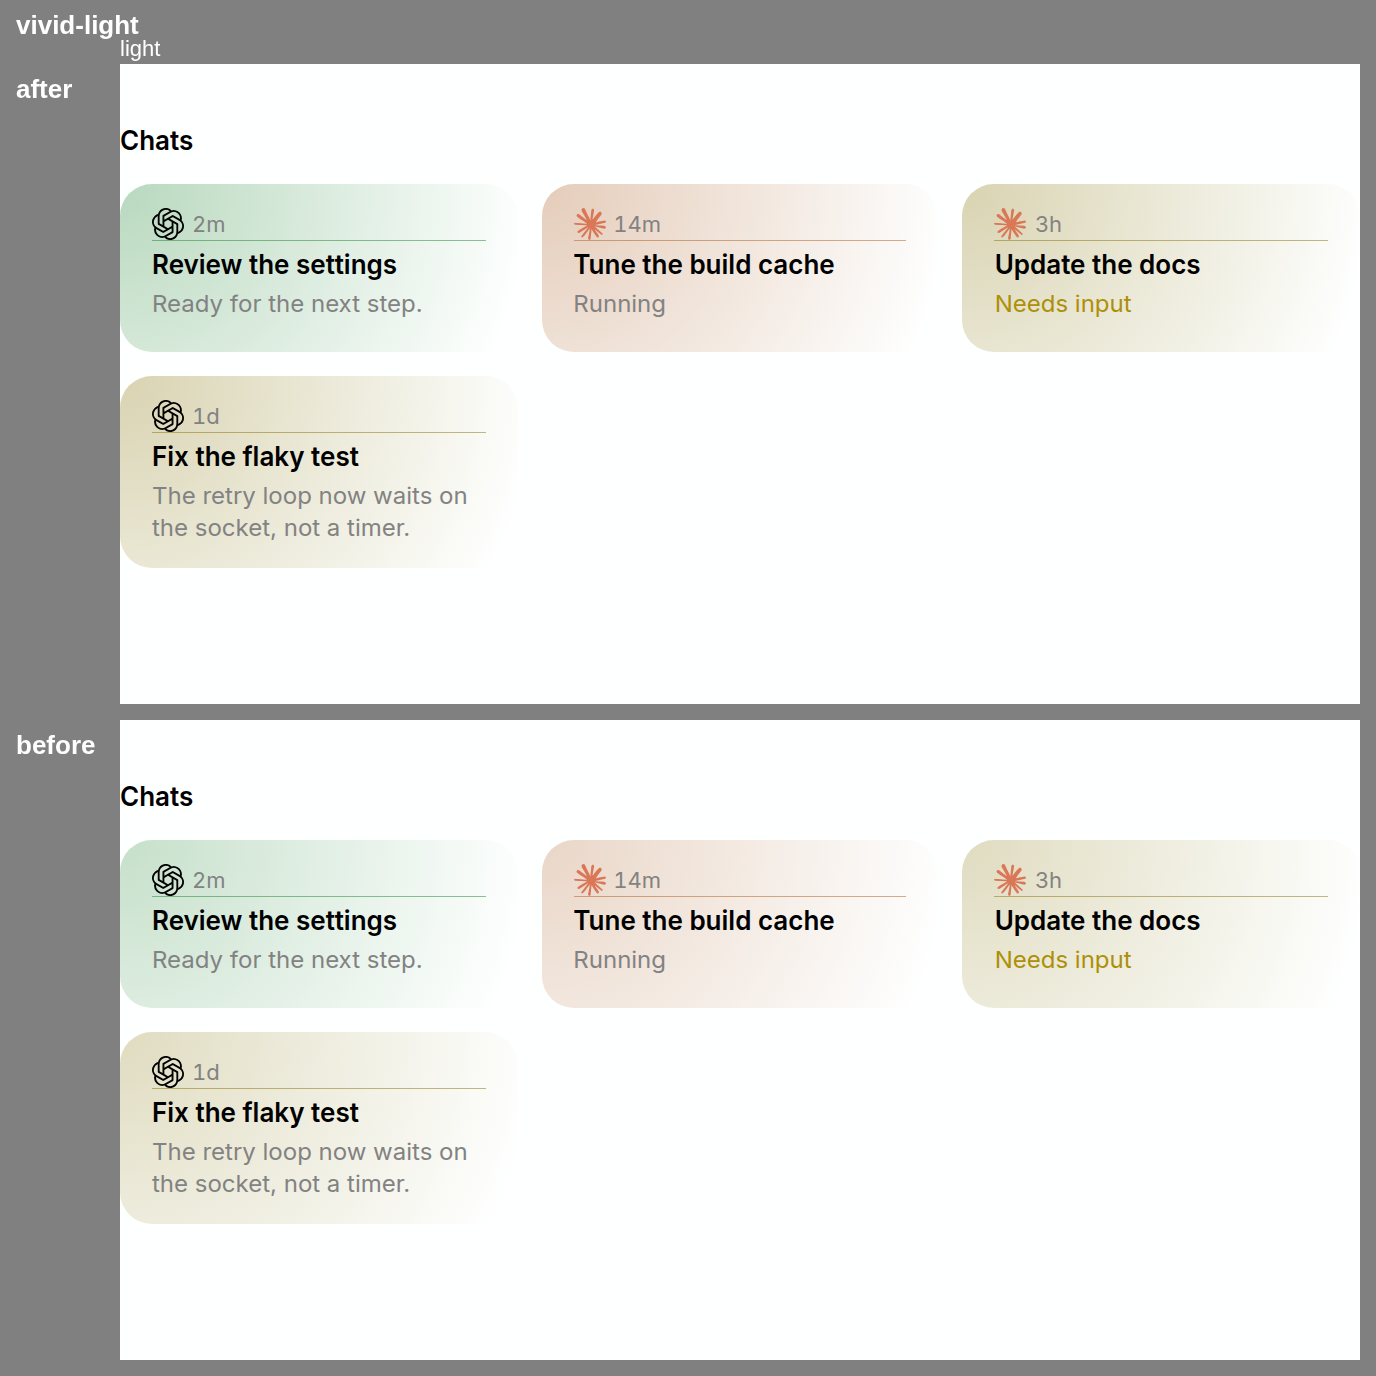 vivid-light
light
after
Chats
2m
Review the settings
Ready for the next step.
14m
Tune the build cache
Running
3h
Update the docs
Needs input
1d
Fix the flaky test
The retry loop now waits on
the socket, not a timer.
before
Chats
2m
Review the settings
Ready for the next step.
14m
Tune the build cache
Running
3h
Update the docs
Needs input
1d
Fix the flaky test
The retry loop now waits on
the socket, not a timer.